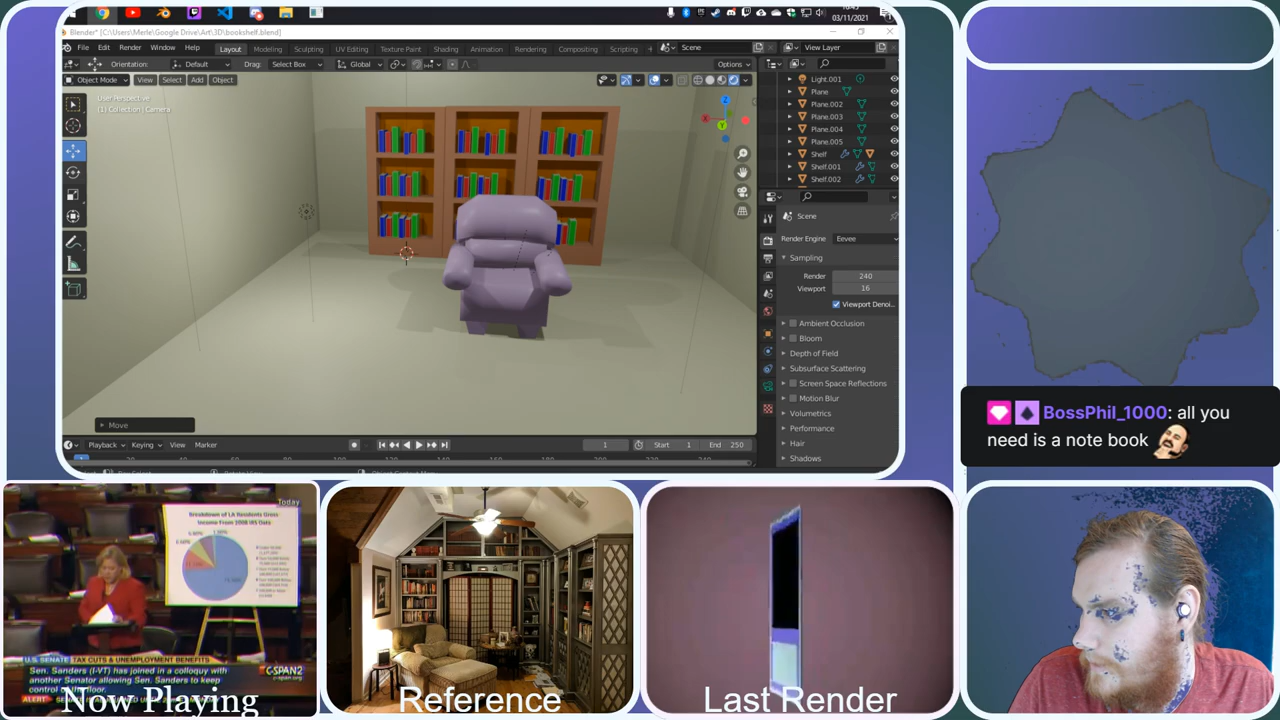 03/11/2021
Blender* [C:\Users\Merle\Google Drive\Art\3D\bookshelf.blend]
File Edit Render Window Help
Layout Modeling Sculpting UV Editing Texture Paint Shading Animation Rendering Compositing Scripting
Scene
View Layer
Orientation: Default Drag: Select Box Global
Options
Object Mode View Select Add Object
User Perspective
(1) Collection | Camera
Light.001
Plane
Plane.002
Plane.003
Plane.004
Plane.005
Shelf
Shelf.001
Shelf.002
Scene
Render Engine Eevee
Sampling
Render 240
Viewport 16
Viewport Denoi...
Ambient Occlusion
Bloom
Depth of Field
Subsurface Scattering
Screen Space Reflections
Motion Blur
Volumetrics
Performance
Hair
Shadows
Move
Playback Keying View Marker
1 Start 1 End 250
BossPhil_1000: all you
need is a note book
Today
Breakdown of LA Residents Gross
Income From 2008 IRS Data
U.S. SENATE TAX CUTS & UNEMPLOYMENT BENEFITS
Sen. Sanders (I-VT) has joined in a colloquy with
another Senator allowing Sen. Sanders to keep
control of the floor.
C-SPAN2
ALERT
Now Playing
Reference
Last Render